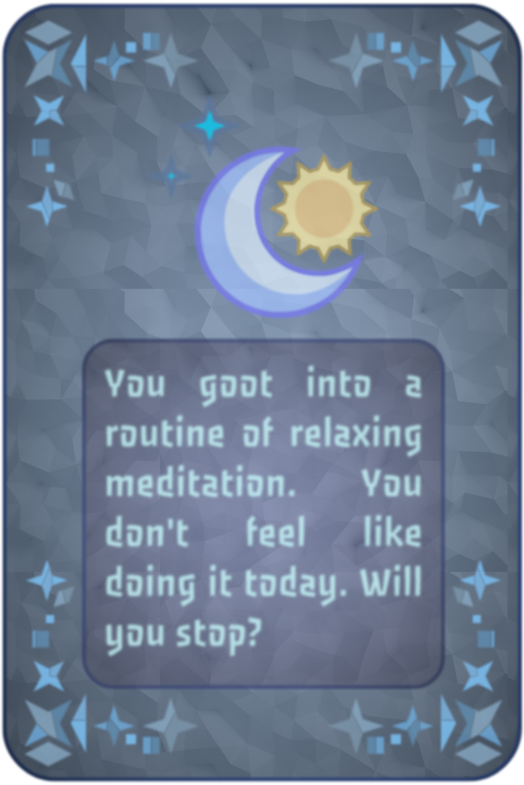 You goot into a
routine of relaxing
meditation. You
don't feel like
doing it today. Will
you stop?